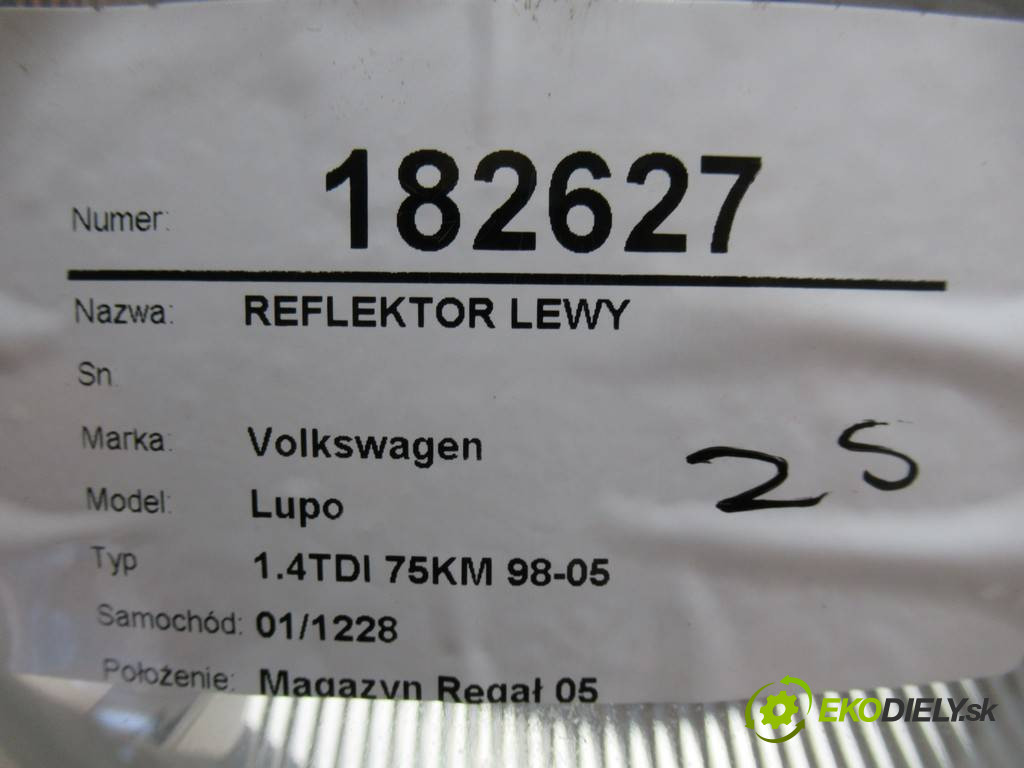 Numer: 182627
Nazwa: REFLEKTOR LEWY
Sn
Marka: Volkswagen
Model: Lupo
25
Typ 1.4TDI 75KM 98-05
Samochód: 01/1228
Położenie: Magazyn Regał 05
EKODIELY.sk